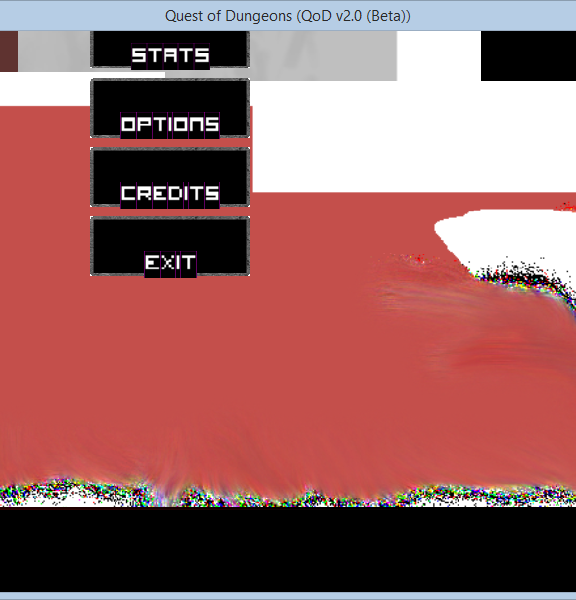 Quest of Dungeons (QoD v2.0 (Beta))
STATS
OPTIONS
CREDITS
EXIT